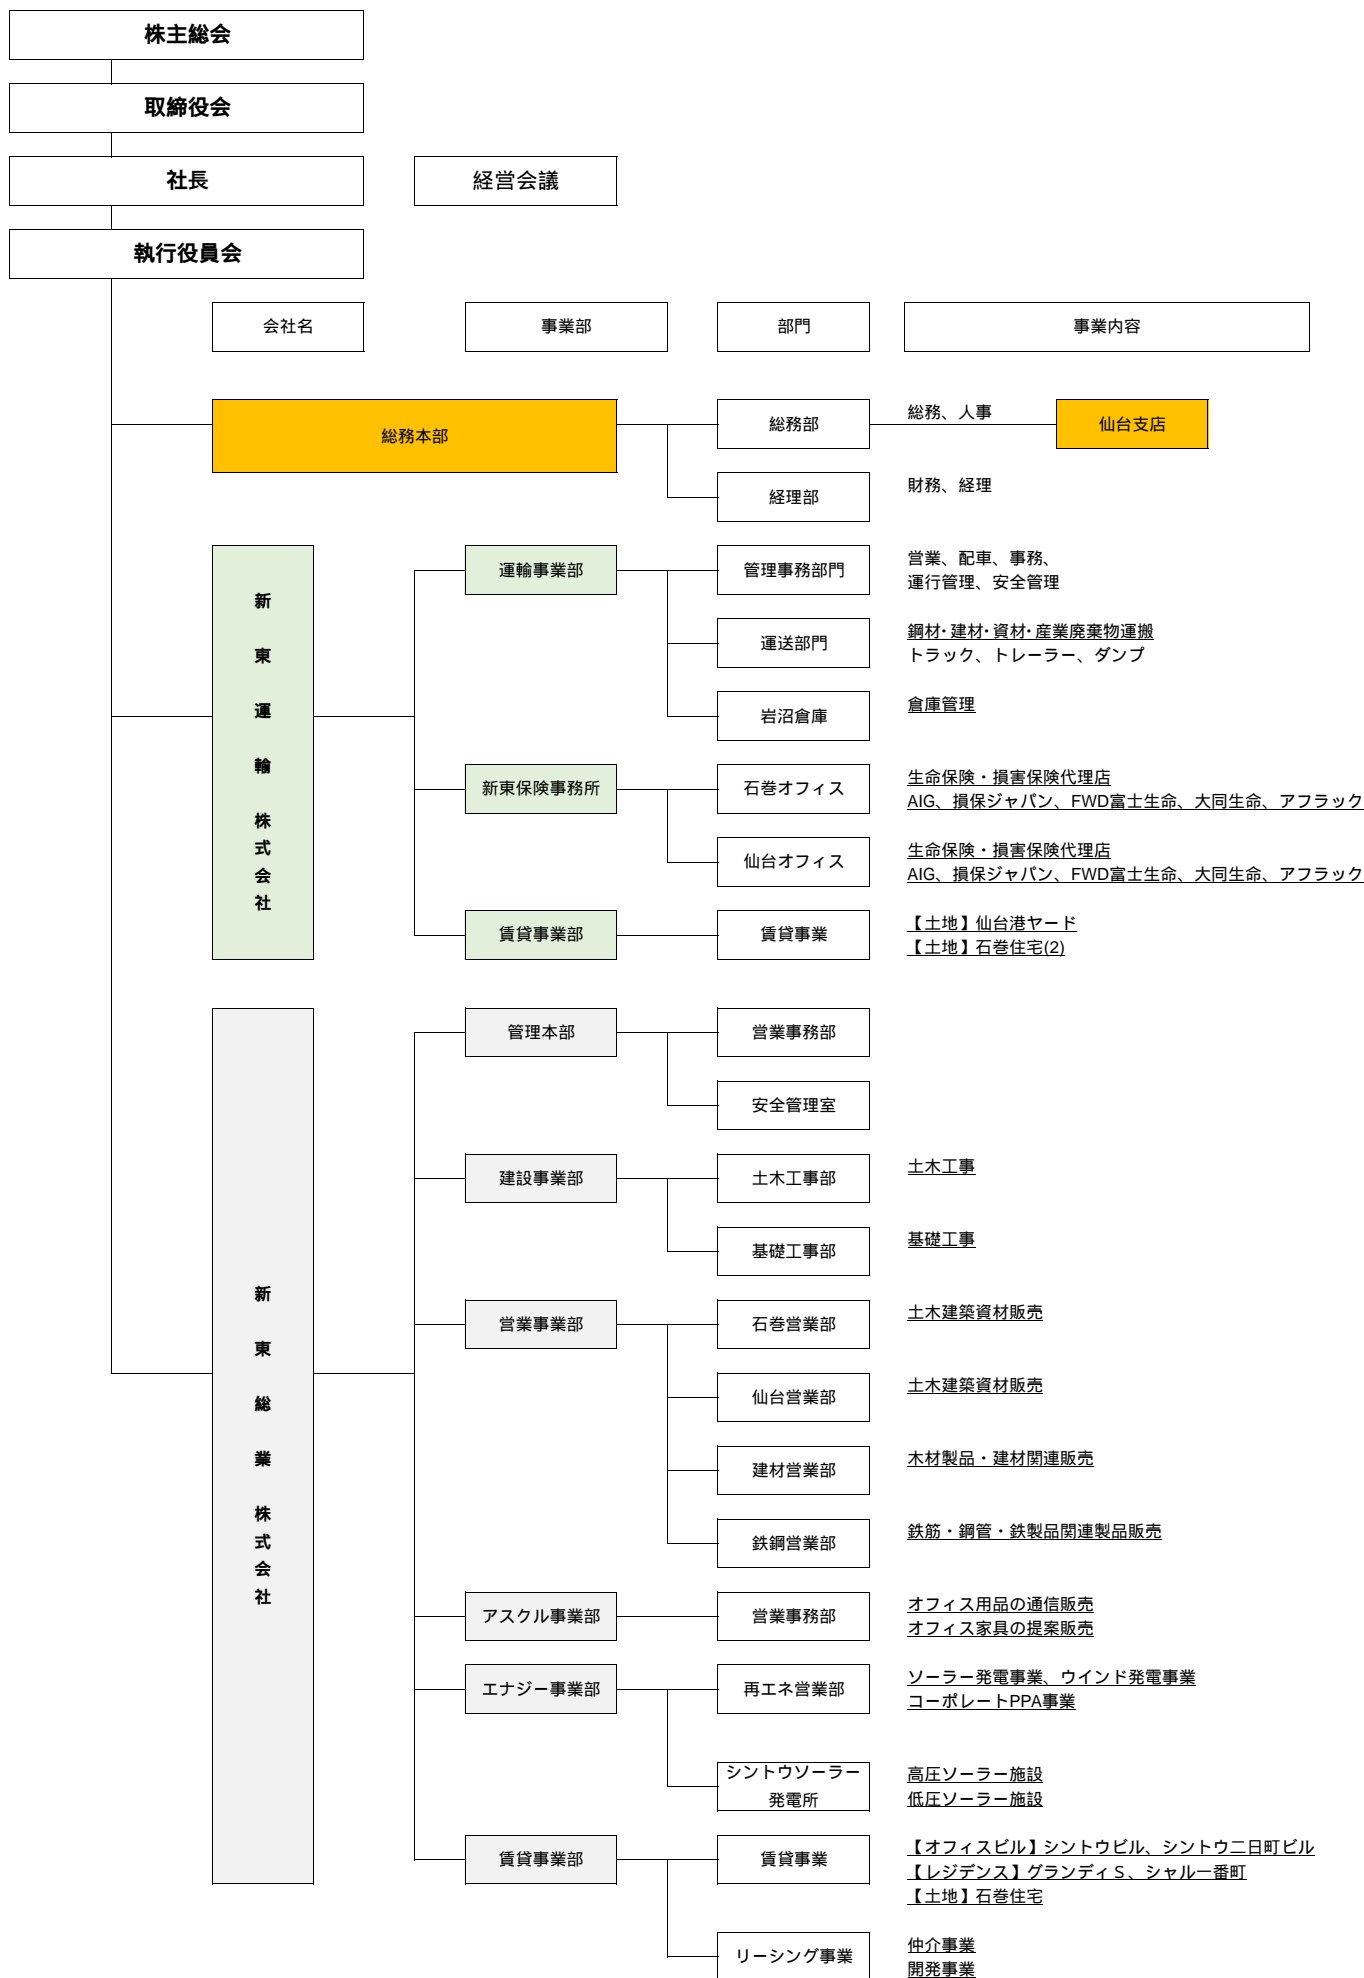 株主総会
取締役会
社長
経営会議
執行役員会
会社名
事業部
部門
事業内容
総務本部
総務部
総務、人事
仙台支店
経理部
財務、経理
新東運輸株式会社
運輸事業部
管理事務部門
営業、配車、事務、
運行管理、安全管理
運送部門
鋼材・建材・資材・産業廃棄物運搬
トラック、トレーラー、ダンプ
岩沼倉庫
倉庫管理
新東保険事務所
石巻オフィス
生命保険・損害保険代理店
AIG、損保ジャパン、FWD富士生命、大同生命、アフラック
仙台オフィス
生命保険・損害保険代理店
AIG、損保ジャパン、FWD富士生命、大同生命、アフラック
賃貸事業部
賃貸事業
【土地】仙台港ヤード
【土地】石巻住宅(2)
新東総業株式会社
管理本部
営業事務部
安全管理室
建設事業部
土木工事部
土木工事
基礎工事部
基礎工事
営業事業部
石巻営業部
土木建築資材販売
仙台営業部
土木建築資材販売
建材営業部
木材製品・建材関連販売
鉄鋼営業部
鉄筋・鋼管・鉄製品関連製品販売
アスクル事業部
営業事務部
オフィス用品の通信販売
オフィス家具の提案販売
エナジー事業部
再エネ営業部
ソーラー発電事業、ウインド発電事業
コーポレートPPA事業
シントウソーラー
発電所
高圧ソーラー施設
低圧ソーラー施設
賃貸事業部
賃貸事業
【オフィスビル】シントウビル、シントウ二日町ビル
【レジデンス】グランディＳ、シャル一番町
【土地】石巻住宅
リーシング事業
仲介事業
開発事業